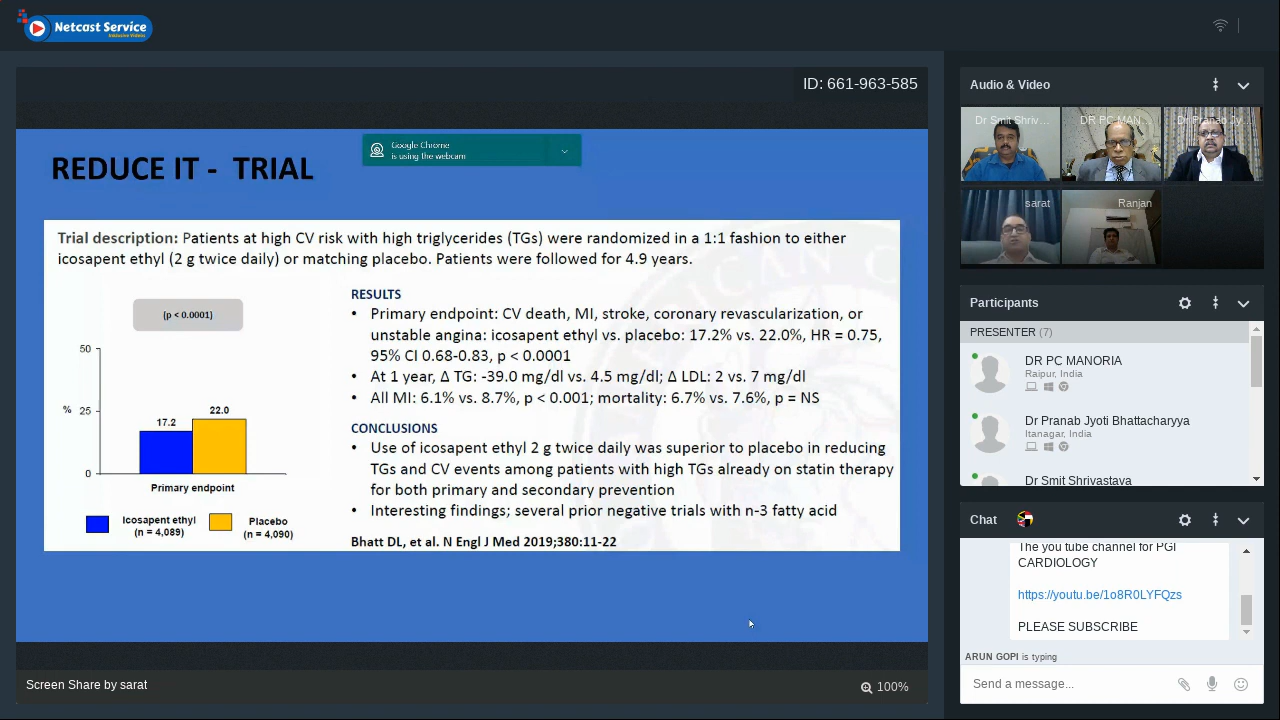 Netcast Service
ID: 661-963-585
Google Chrome
is using the webcam
REDUCE IT - TRIAL
Trial description: Patients at high CV risk with high triglycerides (TGs) were randomized in a 1:1 fashion to either
icosapent ethyl (2 g twice daily) or matching placebo. Patients were followed for 4.9 years.
(p < 0.0001)
50
%
25
0
17.2
22.0
Primary endpoint
Icosapent ethyl
(n = 4,089)
Placebo
(n = 4,090)
RESULTS
• Primary endpoint: CV death, MI, stroke, coronary revascularization, or
unstable angina: icosapent ethyl vs. placebo: 17.2% vs. 22.0%, HR = 0.75,
95% CI 0.68-0.83, p < 0.0001
• At 1 year, Δ TG: -39.0 mg/dl vs. 4.5 mg/dl; Δ LDL: 2 vs. 7 mg/dl
• All MI: 6.1% vs. 8.7%, p < 0.001; mortality: 6.7% vs. 7.6%, p = NS
CONCLUSIONS
• Use of icosapent ethyl 2 g twice daily was superior to placebo in reducing
TGs and CV events among patients with high TGs already on statin therapy
for both primary and secondary prevention
• Interesting findings; several prior negative trials with n-3 fatty acid
Bhatt DL, et al. N Engl J Med 2019;380:11-22
Screen Share by sarat
100%
Audio & Video
Dr Smit Shriv...
DR PC MAN...
Dr Pranab Jy...
sarat
Ranjan
Participants
PRESENTER (7)
DR PC MANORIA
Raipur, India
Dr Pranab Jyoti Bhattacharyya
Itanagar, India
Dr Smit Shrivastava
Chat
The you tube channel for PGI
CARDIOLOGY
https://youtu.be/1o8R0LYFQzs
PLEASE SUBSCRIBE
ARUN GOPI is typing
Send a message...